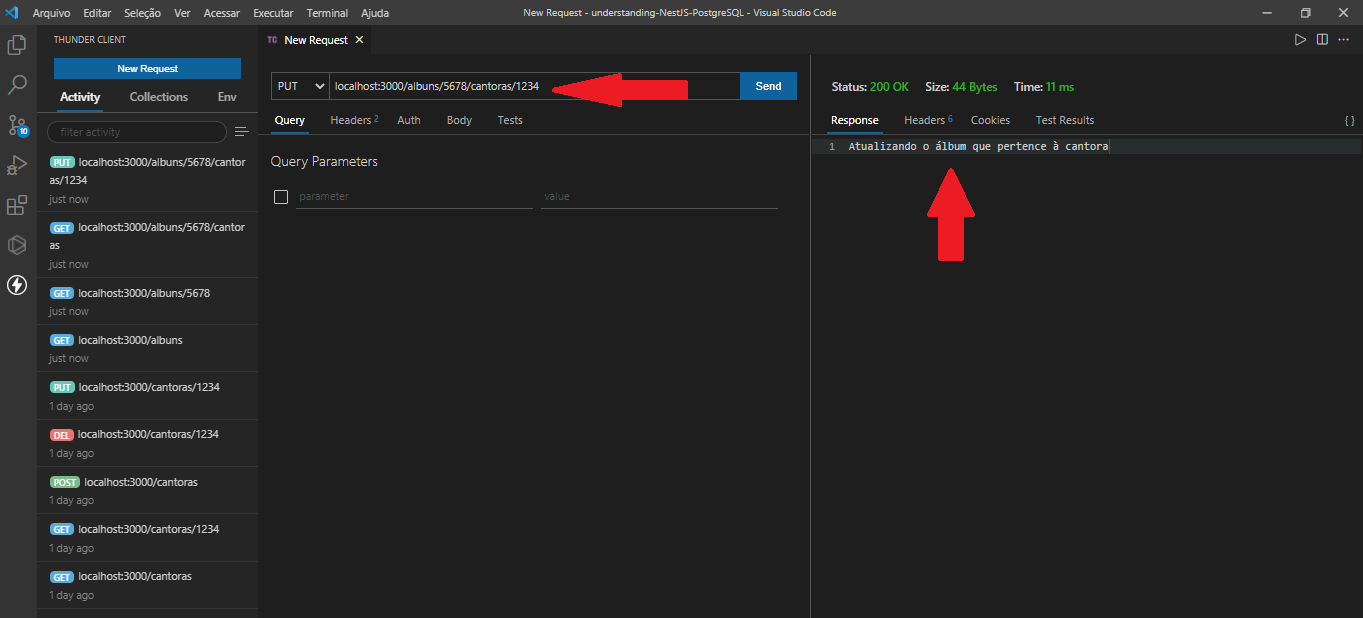 Arquivo Editar Seleção Ver Acessar Executar Terminal Ajuda New Request - understanding-NestJS-PostgreSQL - Visual Studio Code
THUNDER CLIENT
New Request
Activity Collections Env
filter activity
10
PUT localhost:3000/albuns/5678/cantor
as/1234
just now
GET localhost:3000/albuns/5678/cantor
as
just now
GET localhost:3000/albuns/5678
just now
GET localhost:3000/albuns
just now
PUT localhost:3000/cantoras/1234
1 day ago
DEL localhost:3000/cantoras/1234
1 day ago
POST localhost:3000/cantoras
1 day ago
GET localhost:3000/cantoras/1234
1 day ago
GET localhost:3000/cantoras
1 day ago
TC New Request
PUT localhost:3000/albuns/5678/cantoras/1234 Send
Query Headers 2 Auth Body Tests
Query Parameters
parameter value
Status: 200 OK Size: 44 Bytes Time: 11 ms
Response Headers 6 Cookies Test Results { }
1 Atualizando o álbum que pertence à cantora